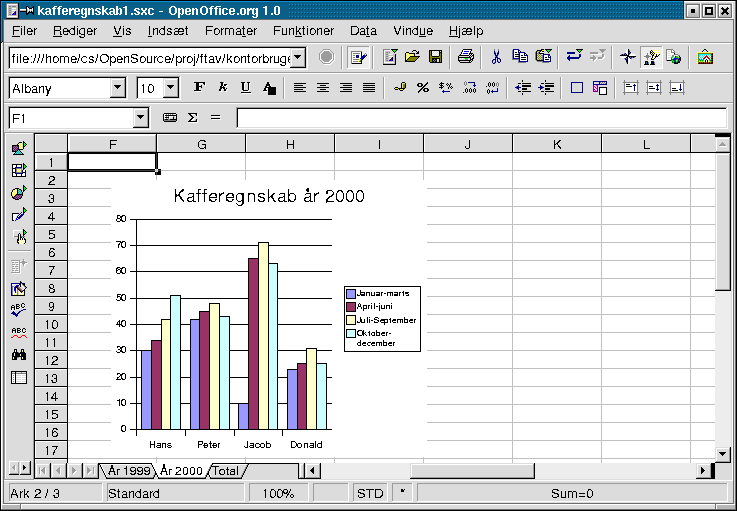 kafferegnskab1.sxc - OpenOffice.org 1.0
Filer Rediger Vis Indsæt Formater Funktioner Data Vindue Hjælp
file:///home/cs/OpenSource/proj/ftav/kontorbruge
Albany 10 F k U A
F1 Σ =
F G H I J K L
1
2
3
4
5
6
7
8
9
10
11
12
13
14
15
16
17
Kafferegnskab år 2000
80
70
60
50
40
30
20
10
0
Hans Peter Jacob Donald
Januar-marts
April-juni
Juli-September
Oktober-
december
År 1999 År 2000 Total
Ark 2 / 3 Standard 100% STD * Sum=0